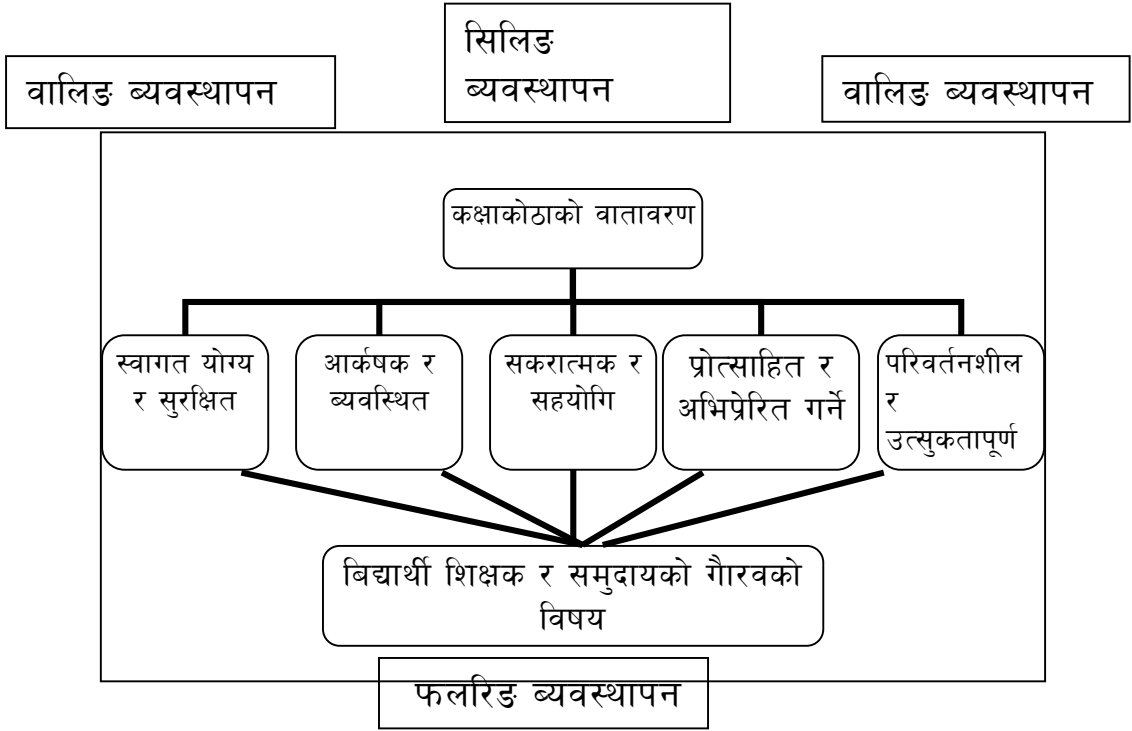 सिलिङ
ब्यवस्थापन
वालिङ ब्यवस्थापन
वालिङ ब्यवस्थापन
कक्षाकोठाको वातावरण
स्वागत योग्य
र सुरक्षित
आर्कषक र
ब्यवस्थित
सकरात्मक र
सहयोगि
प्रोत्साहित र
अभिप्रेरित गर्ने
परिवर्तनशील
र
उत्सुकतापूर्ण
बिद्यार्थी शिक्षक र समुदायको गैारवको
विषय
फलरिङ ब्यवस्थापन